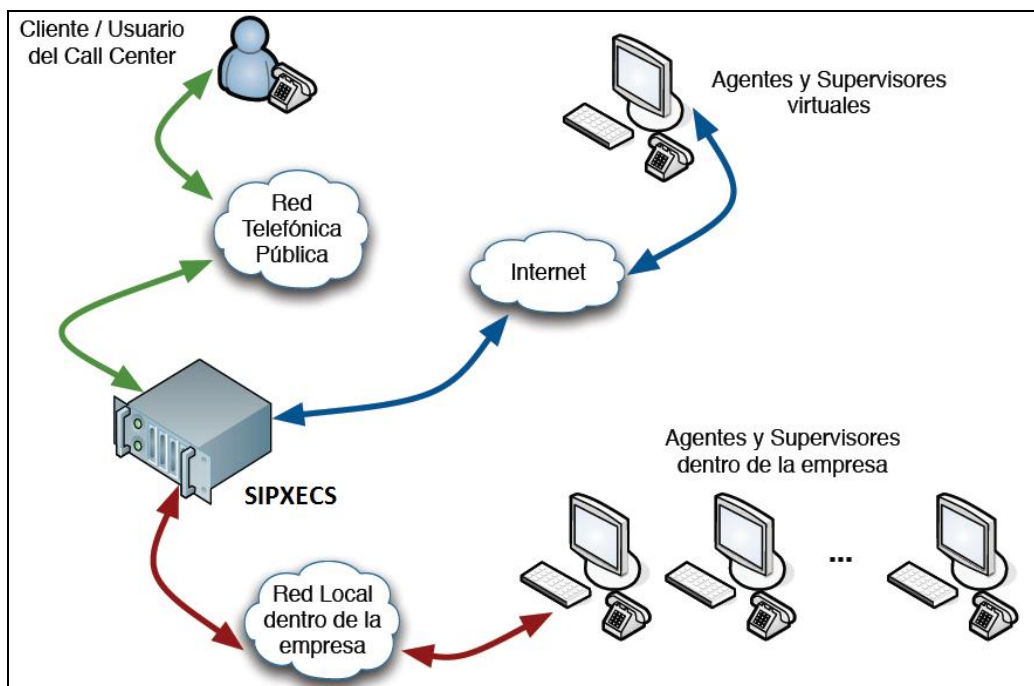 Cliente / Usuario
del Call Center
Agentes y Supervisores
virtuales
Red
Telefónica
Pública
Internet
SIPXECS
Agentes y Supervisores
dentro de la empresa
...
Red Local
dentro de la
empresa